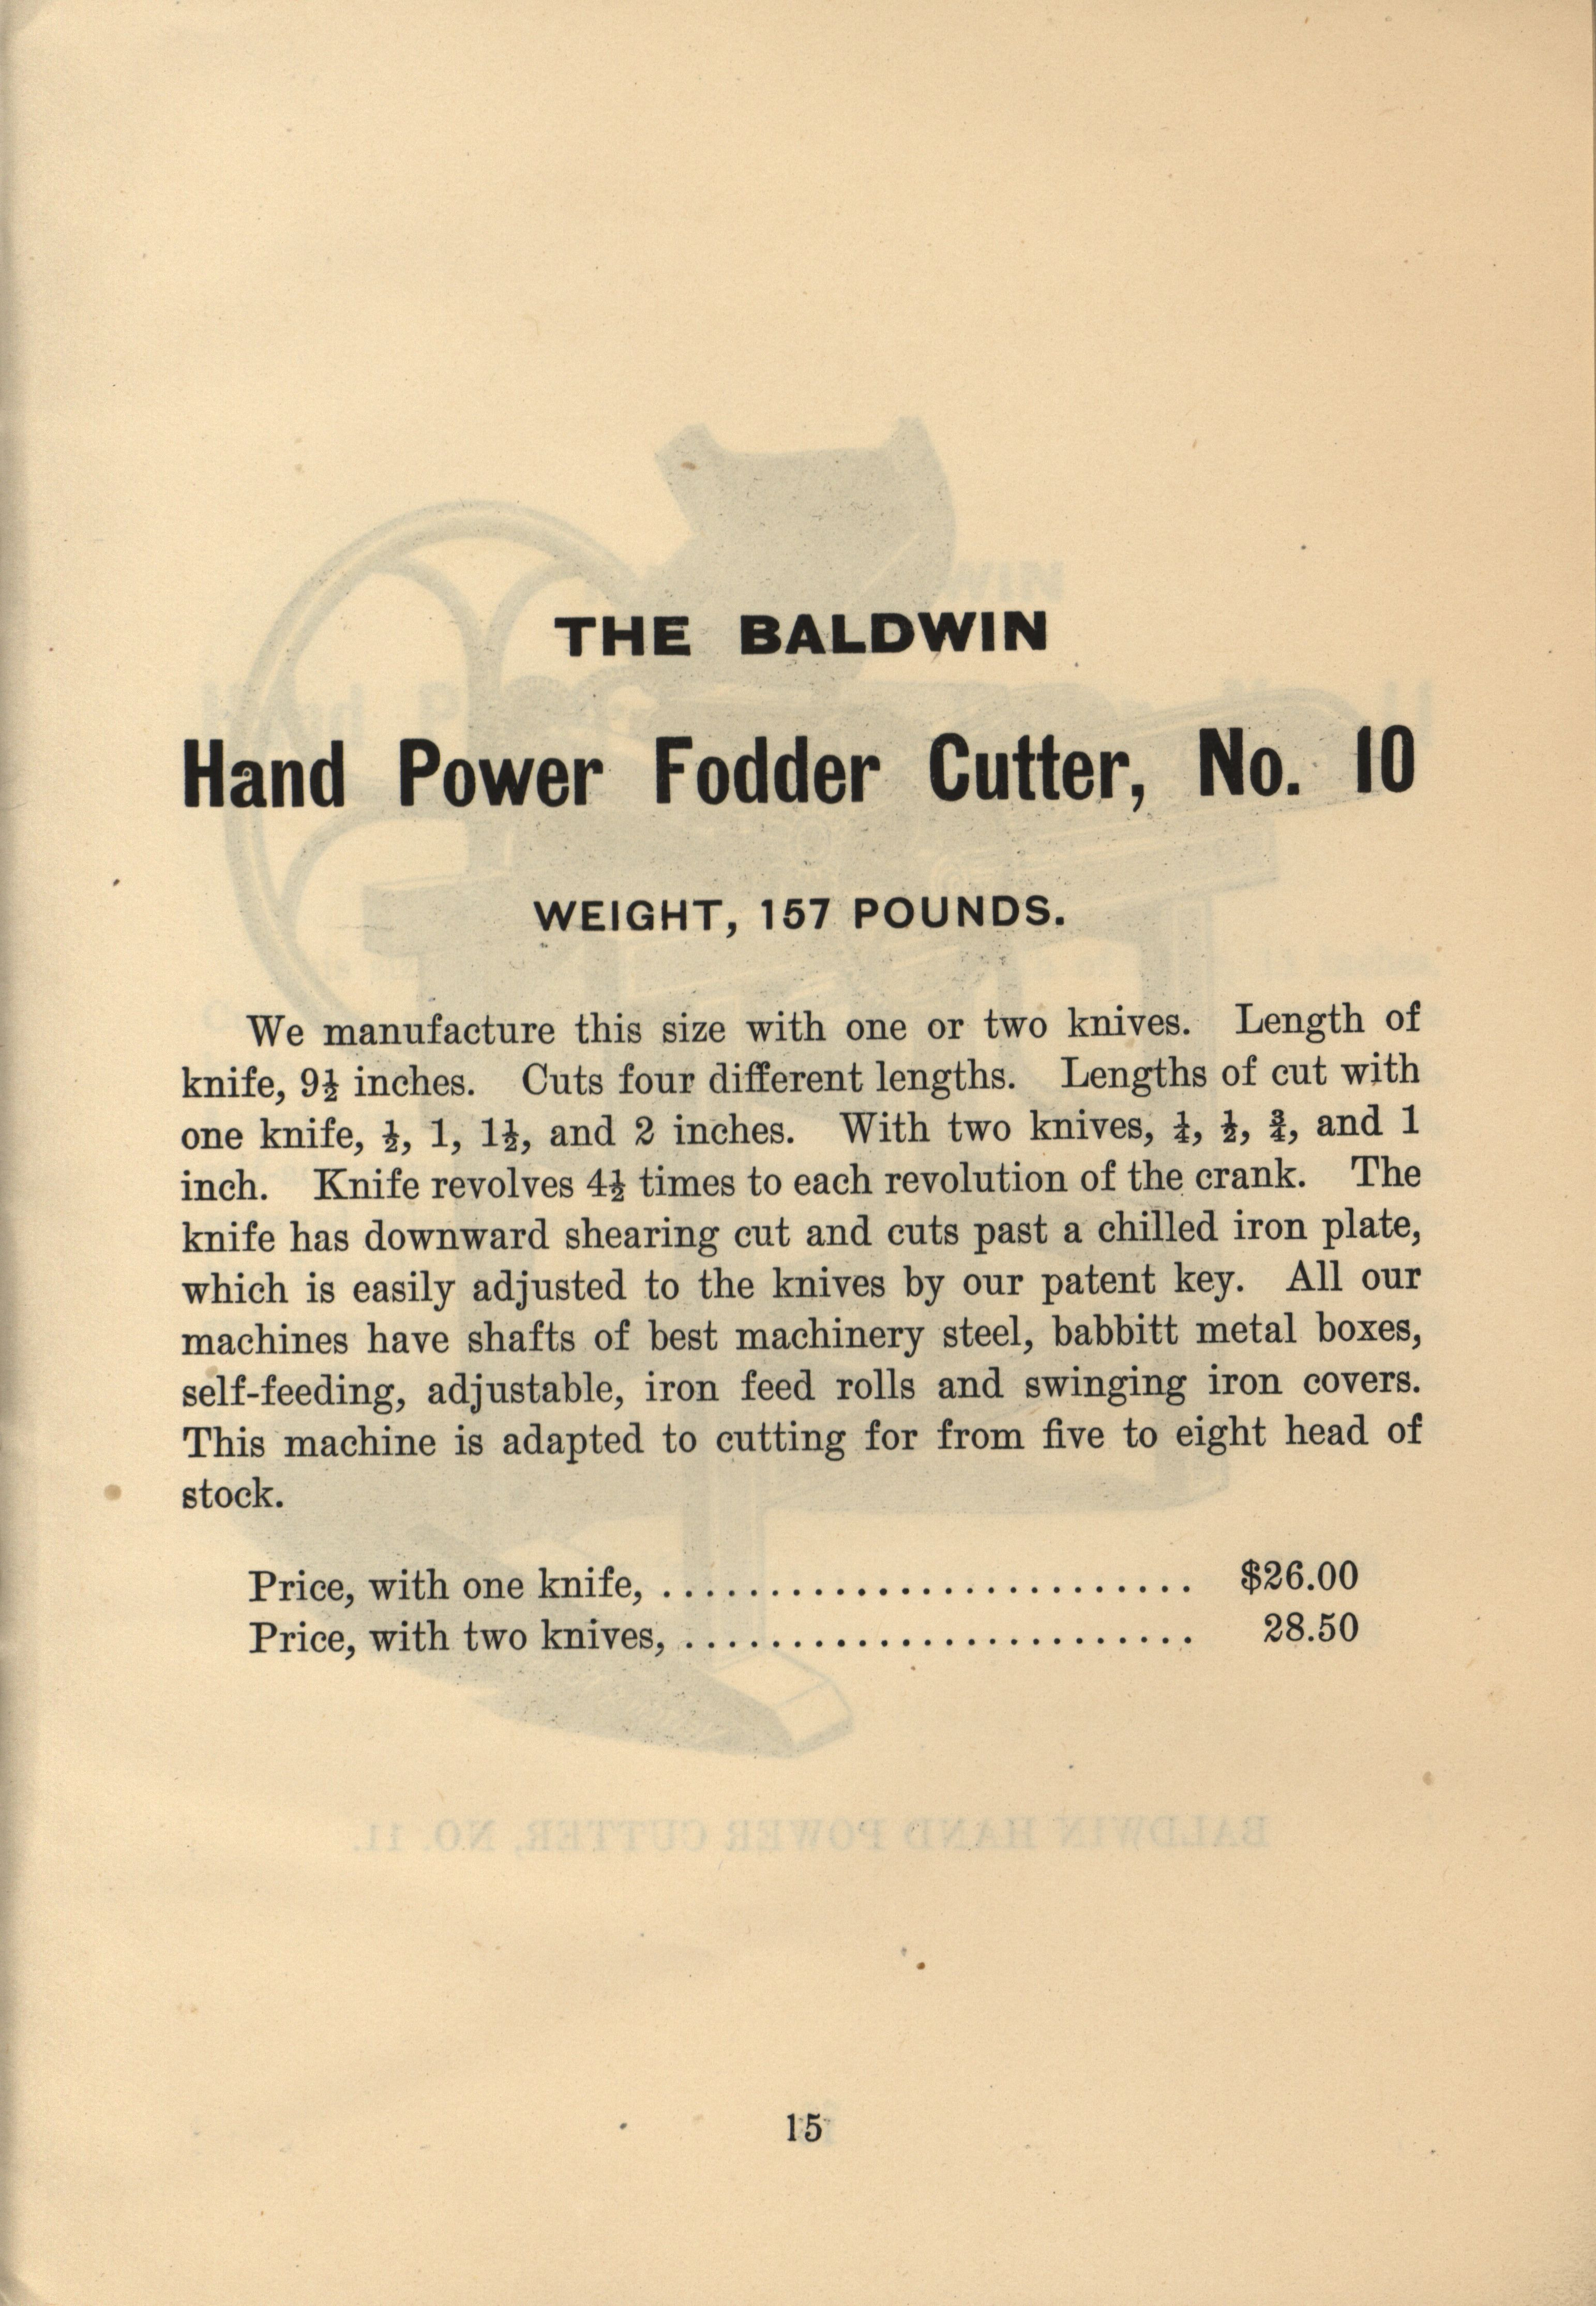 THE BALDWIN
Hand Power Fodder Cutter, No. 10
WEIGHT, 157 POUNDS.
We manufacture this size with one or two knives. Length of
knife, 9½ inches. Cuts four different lengths. Lengths of cut with
one knife, ½, 1, 1½, and 2 inches. With two knives, ¼, ½, ¾, and 1
inch. Knife revolves 4½ times to each revolution of the crank. The
knife has downward shearing cut and cuts past a chilled iron plate,
which is easily adjusted to the knives by our patent key. All our
machines have shafts of best machinery steel, babbitt metal boxes,
self-feeding, adjustable, iron feed rolls and swinging iron covers.
This machine is adapted to cutting for from five to eight head of
stock.
Price, with one knife, ......................... $26.00
Price, with two knives, ........................ 28.50
BALDWIN HAND POWER CUTTER, NO. 11.
15